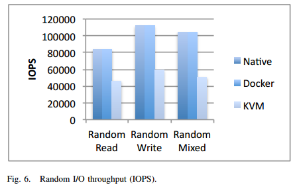 120000
100000
80000
60000
40000
20000
0
IOPS
Native
Docker
KVM
Random Read
Random Write
Random Mixed
Fig. 6. Random I/O throughput (IOPS).